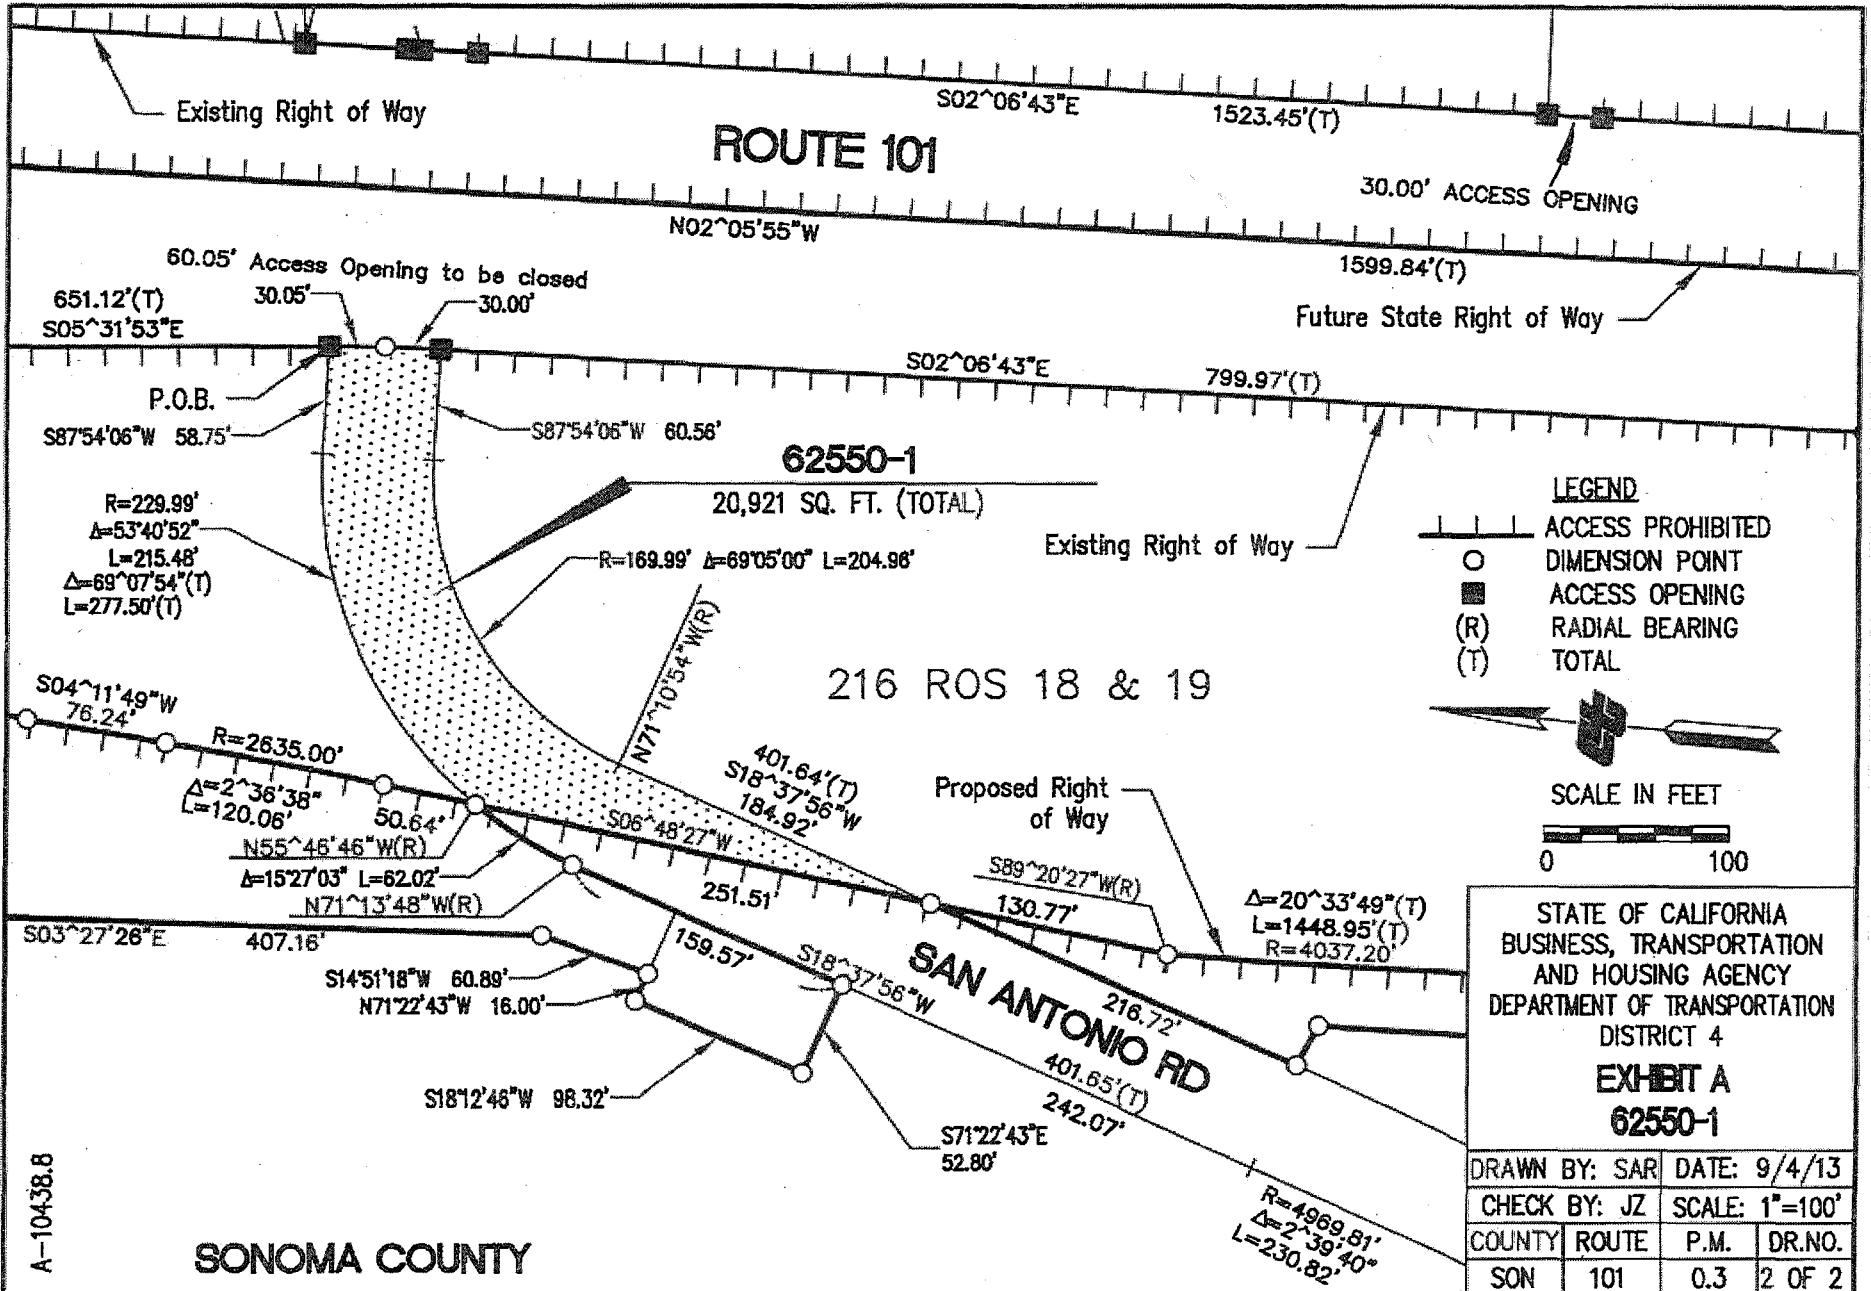 S02^06'43"E
1523.45'(T)
Existing Right of Way
ROUTE 101
30.00' ACCESS OPENING
N02^05'55"W
1599.84'(T)
Future State Right of Way
60.05' Access Opening to be closed
30.05'
30.00'
651.12'(T)
S05^31'53"E
S02^06'43"E
799.97'(T)
P.O.B.
S87°54'06"W 58.75'
S87°54'06"W 60.56'
62550-1
20,921 SQ. FT. (TOTAL)
Existing Right of Way
R=229.99'
Δ=53°40'52"
L=215.48'
Δ=69^07'54"(T)
L=277.50'(T)
R=169.99' Δ=69°05'00" L=204.96'
N71^10'54"W(R)
216 ROS 18 & 19
LEGEND
ACCESS PROHIBITED
DIMENSION POINT
ACCESS OPENING
(R) RADIAL BEARING
(T) TOTAL
SCALE IN FEET
0 100
S04^11'49"W
76.24'
R=2635.00'
Δ=2^36'38"
L=120.06'
50.64'
N55^46'46"W(R)
Δ=15°27'03" L=62.02'
N71^13'48"W(R)
S06^48'27"W
251.51'
401.64'(T)
S18^37'56"W
184.92'
Proposed Right
of Way
S89^20'27"W(R)
130.77'
Δ=20^33'49"(T)
L=1448.95'(T)
R=4037.20'
S03^27'26"E 407.16'
S14°51'18"W 60.89'
N71°22'43"W 16.00'
S18°12'46"W 98.32'
159.57'
S18^37'56"W
SAN ANTONIO RD
216.72'
401.65'(T)
242.07'
S71°22'43"E
52.80'
R=4969.81'
Δ=2^39'40"
L=230.82'
A-10438.8
SONOMA COUNTY
STATE OF CALIFORNIA
BUSINESS, TRANSPORTATION
AND HOUSING AGENCY
DEPARTMENT OF TRANSPORTATION
DISTRICT 4
EXHIBIT A
62550-1
DRAWN BY: SAR DATE: 9/4/13
CHECK BY: JZ SCALE: 1"=100'
COUNTY ROUTE P.M. DR.NO.
SON 101 0.3 2 OF 2